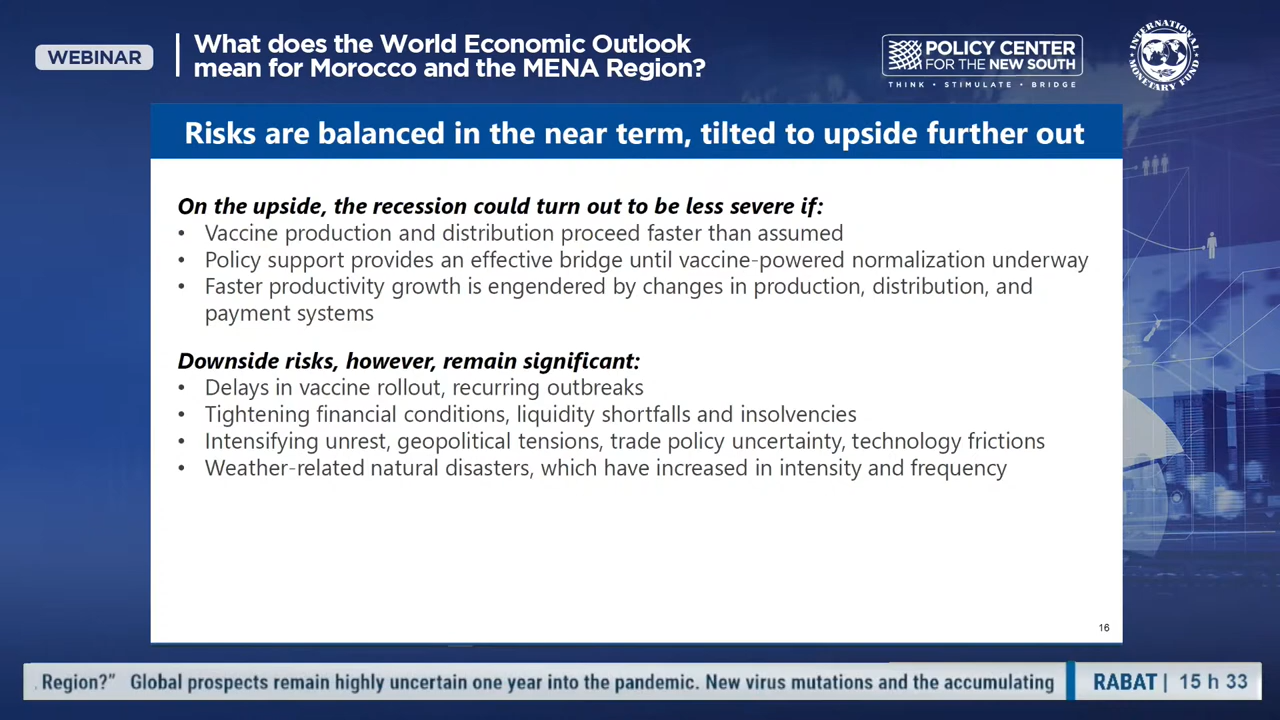 WEBINAR
What does the World Economic Outlook
mean for Morocco and the MENA Region?
POLICY CENTER
FOR THE NEW SOUTH
THINK • STIMULATE • BRIDGE
INTERNATIONAL MONETARY FUND
Risks are balanced in the near term, tilted to upside further out
On the upside, the recession could turn out to be less severe if:
• Vaccine production and distribution proceed faster than assumed
• Policy support provides an effective bridge until vaccine-powered normalization underway
• Faster productivity growth is engendered by changes in production, distribution, and
payment systems
Downside risks, however, remain significant:
• Delays in vaccine rollout, recurring outbreaks
• Tightening financial conditions, liquidity shortfalls and insolvencies
• Intensifying unrest, geopolitical tensions, trade policy uncertainty, technology frictions
• Weather-related natural disasters, which have increased in intensity and frequency
16
Region?” Global prospects remain highly uncertain one year into the pandemic. New virus mutations and the accumulating
RABAT | 15 h 33